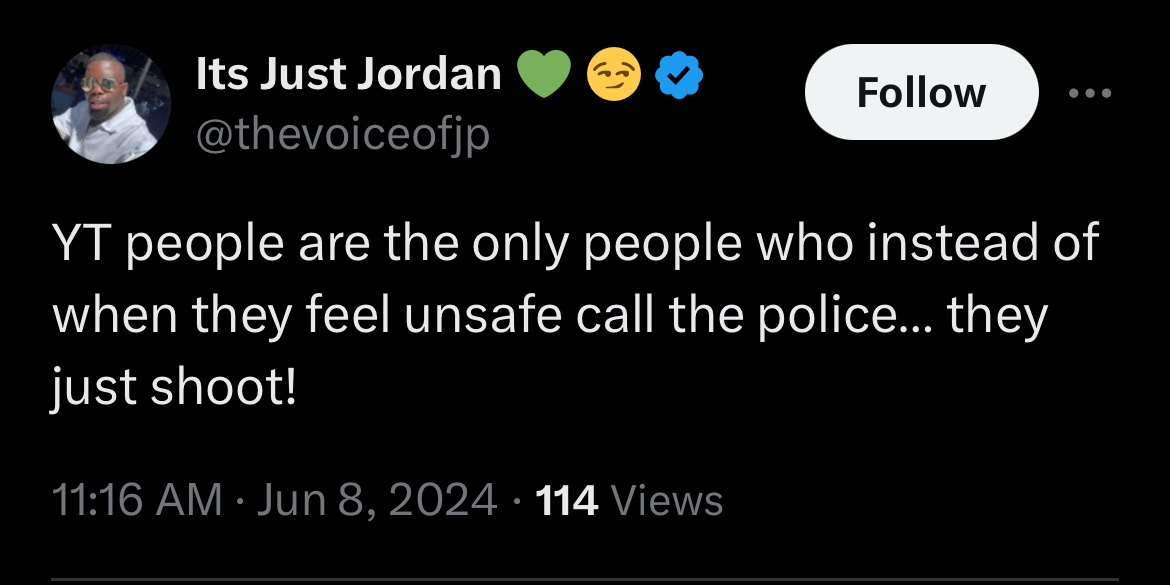 Its Just Jordan 💚 😏
@thevoiceofjp
Follow
YT people are the only people who instead of
when they feel unsafe call the police... they
just shoot!
11:16 AM · Jun 8, 2024 · 114 Views